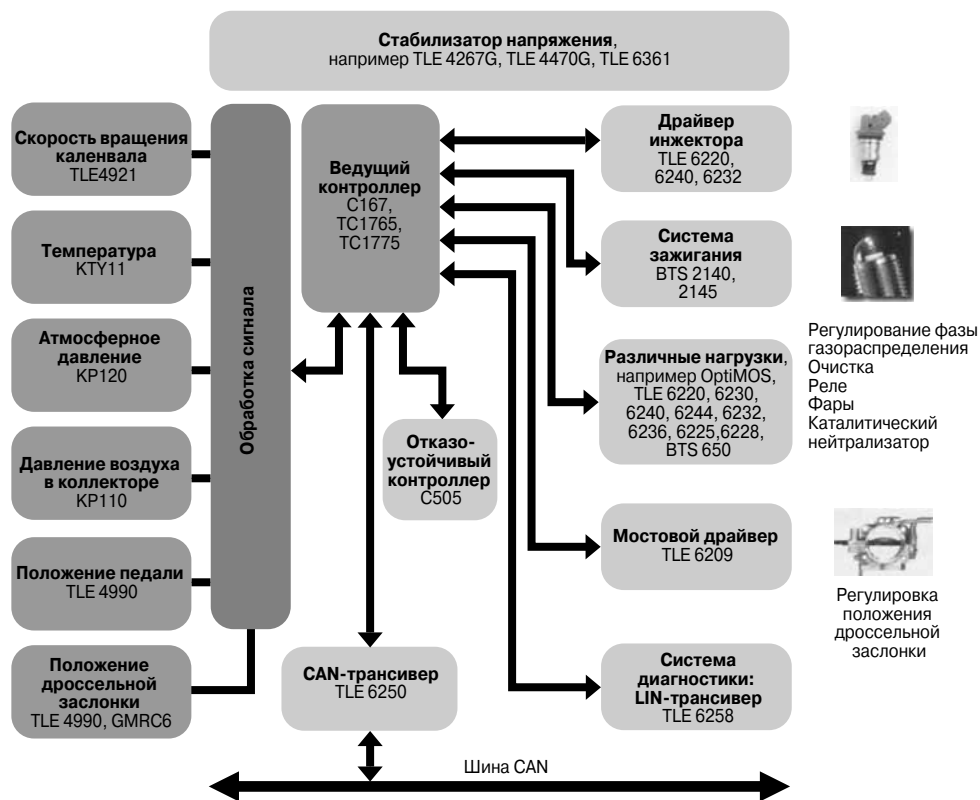 Стабилизатор напряжения,
например TLE 4267G, TLE 4470G, TLE 6361
Скорость вращения
каленвала
TLE4921
Температура
KTY11
Атмосферное
давление
KP120
Давление воздуха
в коллекторе
KP110
Положение педали
TLE 4990
Положение
дроссельной
заслонки
TLE 4990, GMRC6
Обработка сигнала
Ведущий
контроллер
C167,
TC1765,
TC1775
Отказо-
устойчивый
контроллер
C505
CAN-трансивер
TLE 6250
Драйвер
инжектора
TLE 6220,
6240, 6232
Система
зажигания
BTS 2140,
2145
Различные нагрузки,
например OptiMOS,
TLE 6220, 6230,
6240, 6244, 6232,
6236, 6225,6228,
BTS 650
Мостовой драйвер
TLE 6209
Система
диагностики:
LIN-трансивер
TLE 6258
Регулирование фазы
газораспределения
Очистка
Реле
Фары
Каталитический
нейтрализатор
Регулировка
положения
дроссельной
заслонки
Шина CAN